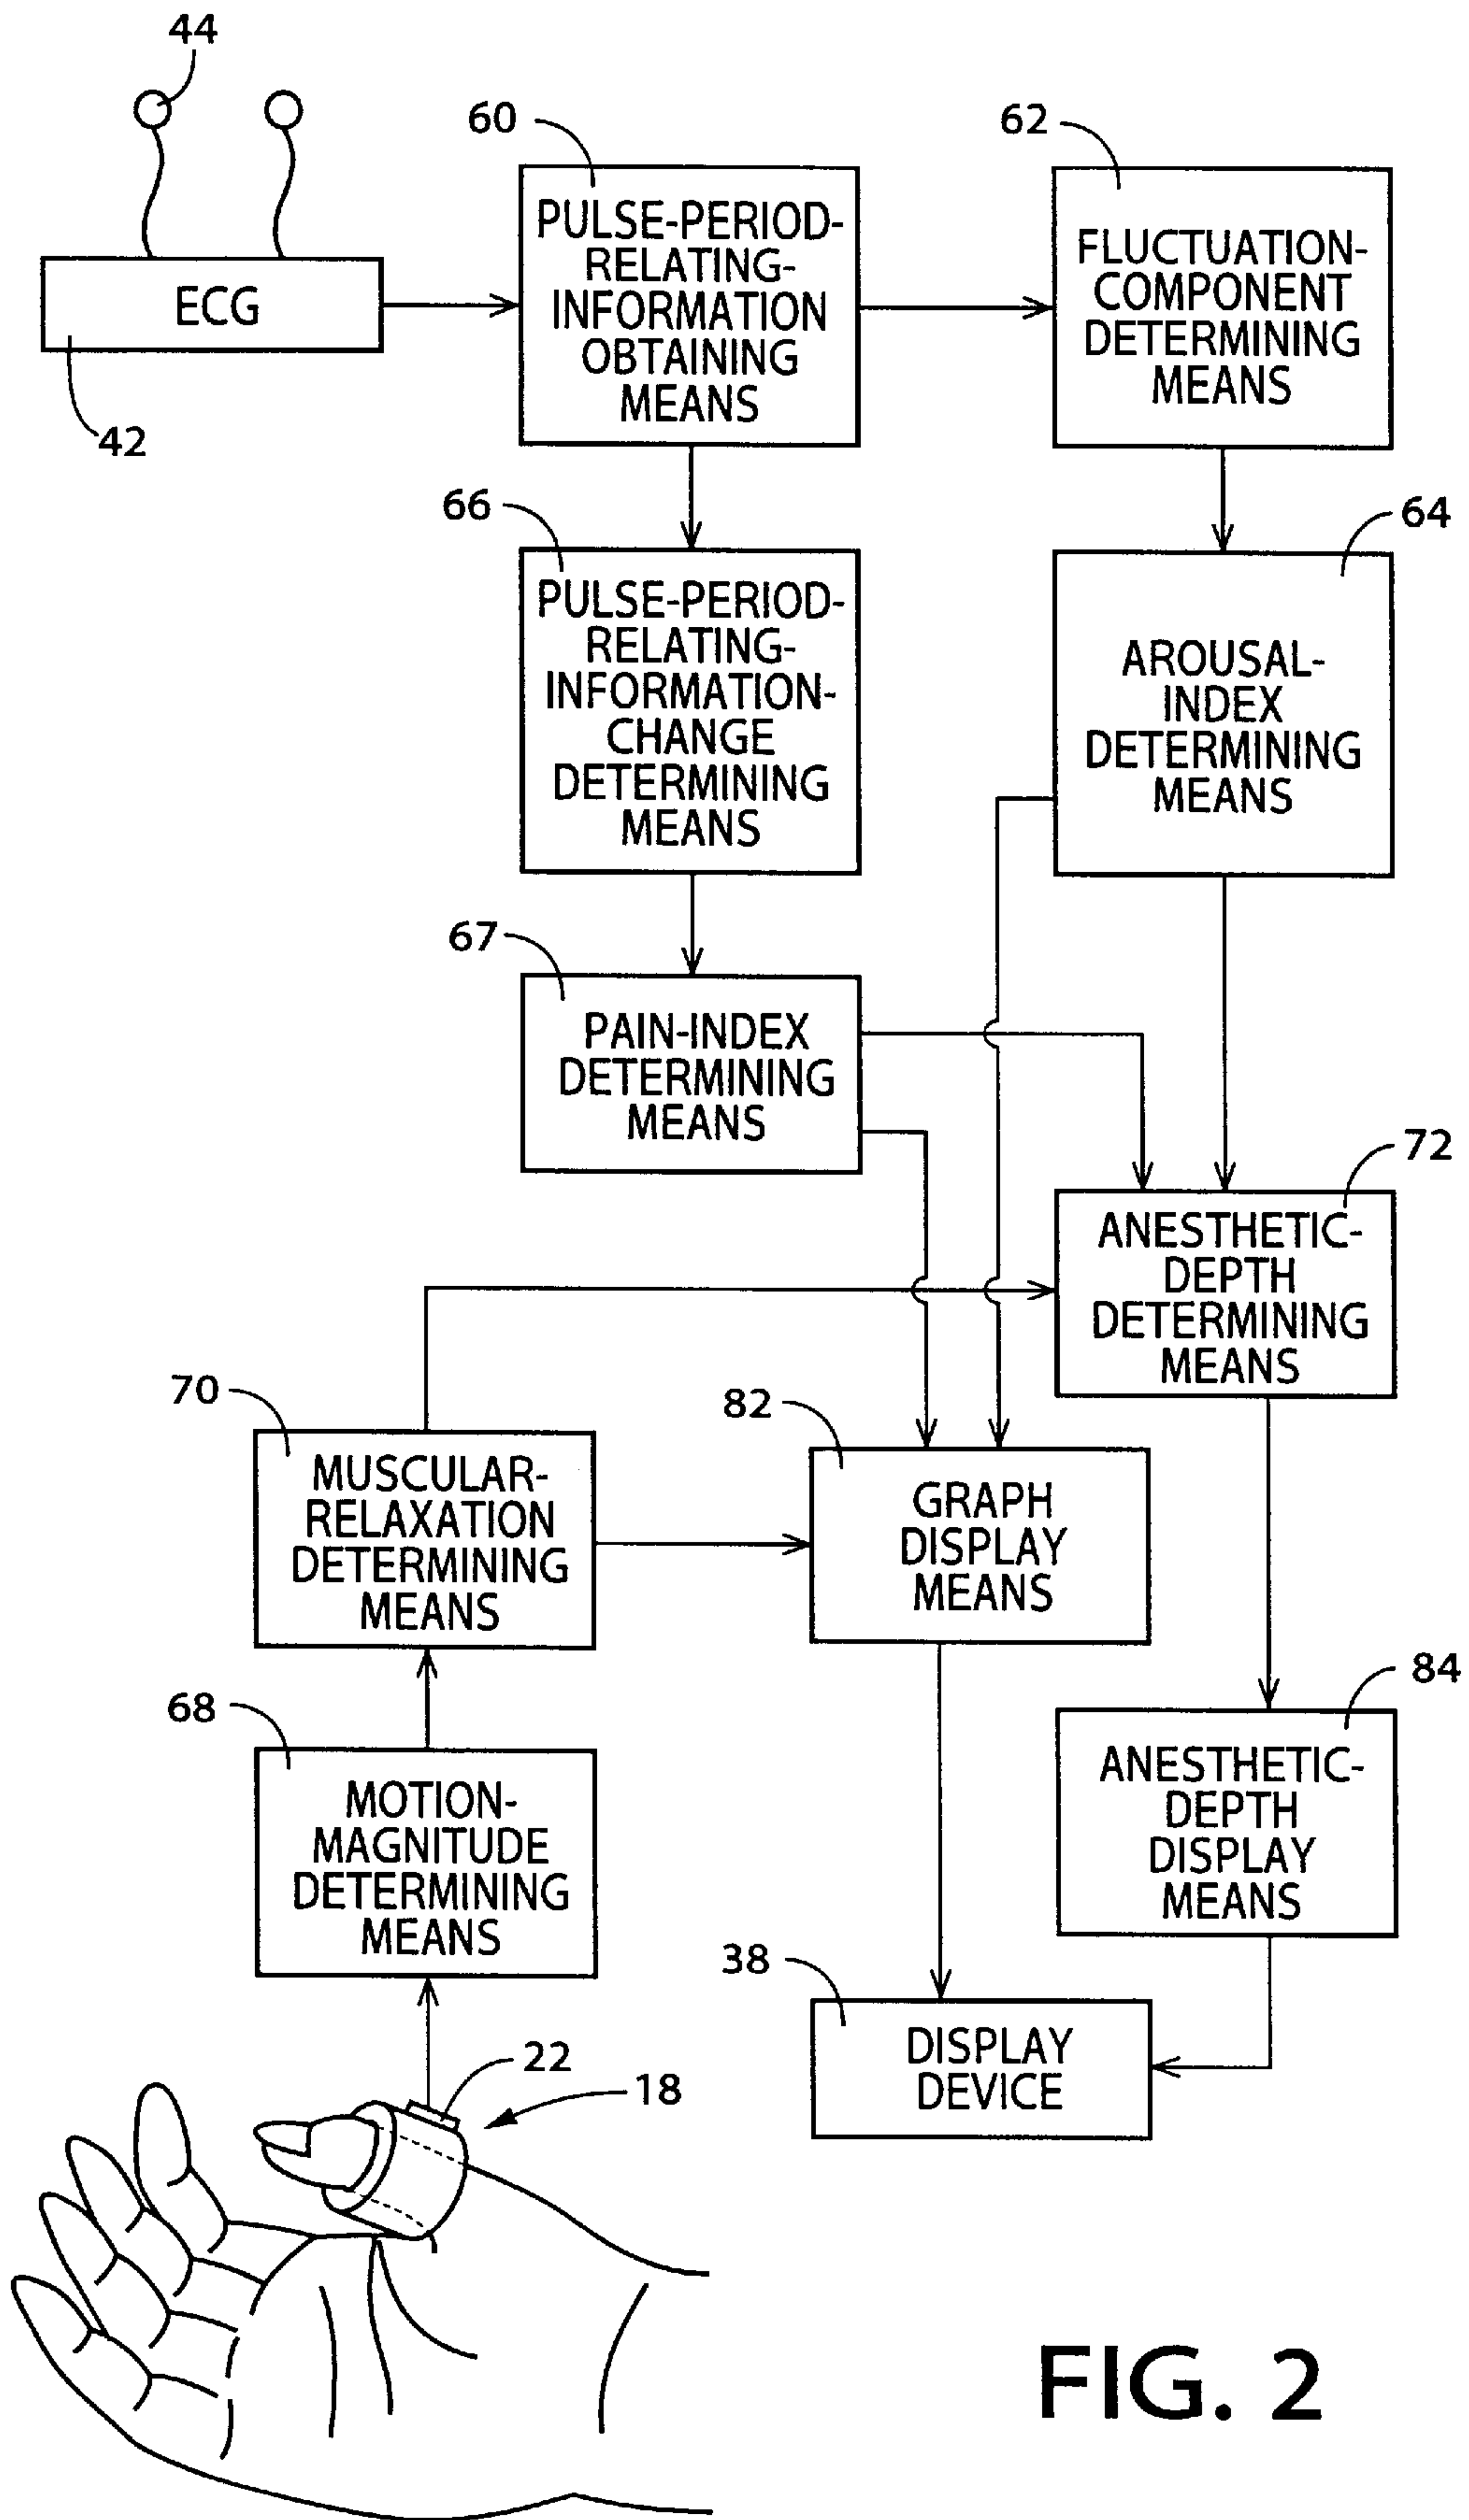 44
60
62
PULSE-PERIOD-
RELATING-
INFORMATION
OBTAINING
MEANS
FLUCTUATION-
COMPONENT
DETERMINING
MEANS
ECG
42
66
64
PULSE-PERIOD-
RELATING-
INFORMATION-
CHANGE
DETERMINING
MEANS
AROUSAL-
INDEX
DETERMINING
MEANS
67
PAIN-INDEX
DETERMINING
MEANS
72
ANESTHETIC-
DEPTH
DETERMINING
MEANS
70
82
MUSCULAR-
RELAXATION
DETERMINING
MEANS
GRAPH
DISPLAY
MEANS
84
68
MOTION-
MAGNITUDE
DETERMINING
MEANS
ANESTHETIC-
DEPTH
DISPLAY
MEANS
38
DISPLAY
DEVICE
22
18
FIG. 2